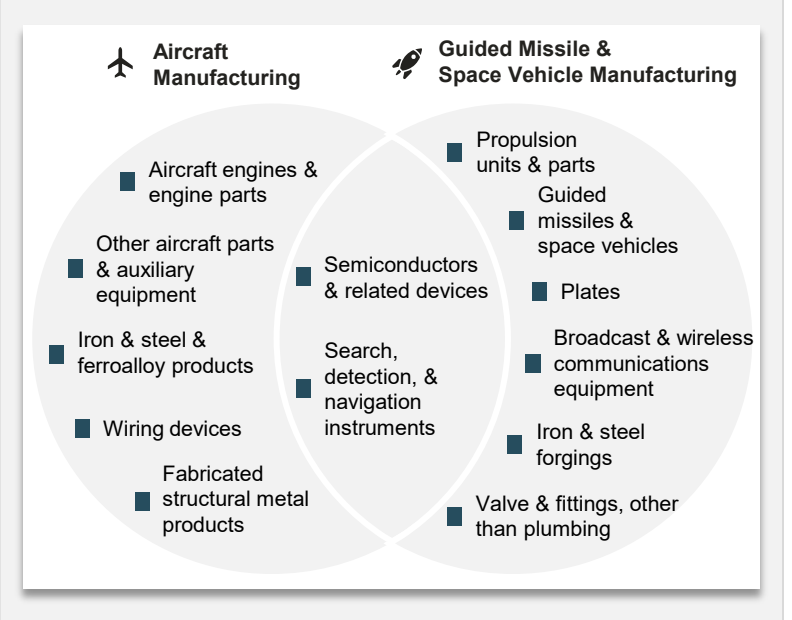 Aircraft
Manufacturing
Guided Missile &
Space Vehicle Manufacturing
Aircraft engines &
engine parts
Other aircraft parts
& auxiliary
equipment
Iron & steel &
ferroalloy products
Wiring devices
Fabricated
structural metal
products
Semiconductors
& related devices
Search,
detection, &
navigation
instruments
Propulsion
units & parts
Guided
missiles &
space vehicles
Plates
Broadcast & wireless
communications
equipment
Iron & steel
forgings
Valve & fittings, other
than plumbing